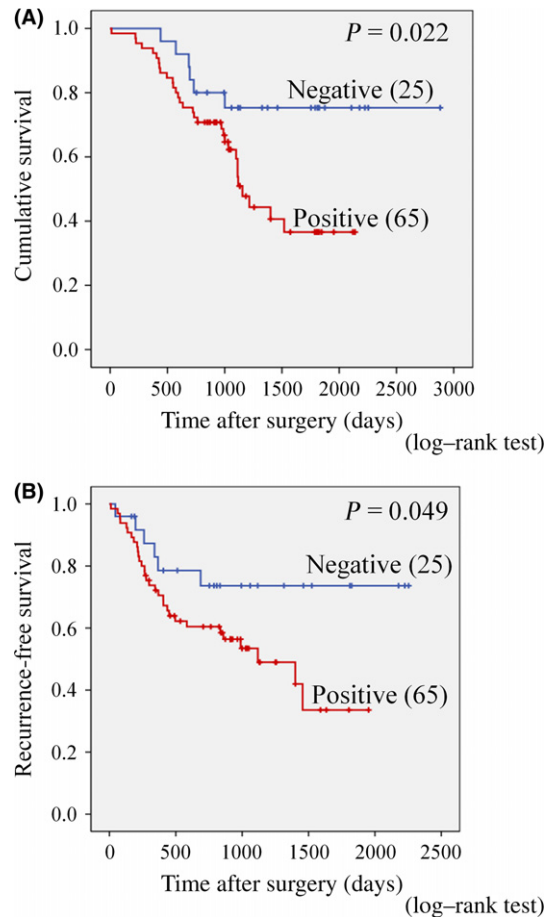 (A)
P = 0.022
Negative (25)
Positive (65)
Cumulative survival
1.0
0.8
0.6
0.4
0.2
0.0
0 500 1000 1500 2000 2500 3000
Time after surgery (days)
(log–rank test)
(B)
P = 0.049
Negative (25)
Positive (65)
Recurrence-free survival
1.0
0.8
0.6
0.4
0.2
0.0
0 500 1000 1500 2000 2500
Time after surgery (days)
(log–rank test)